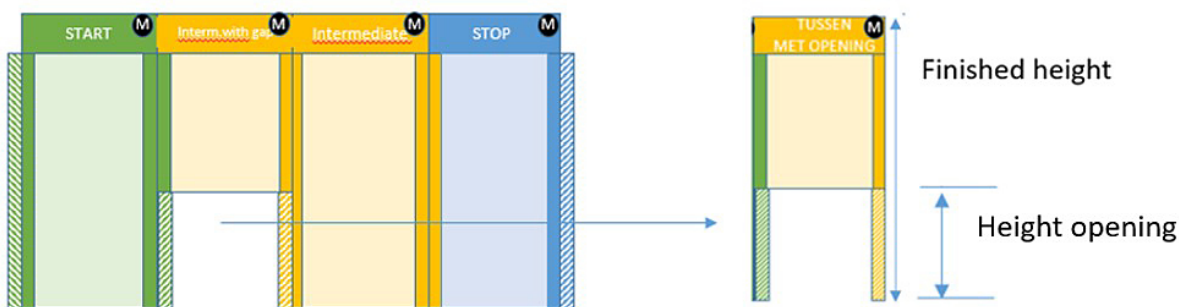 START M
Interm.with gap M
Intermediate M
STOP M
TUSSEN M
MET OPENING
Finished height
Height opening